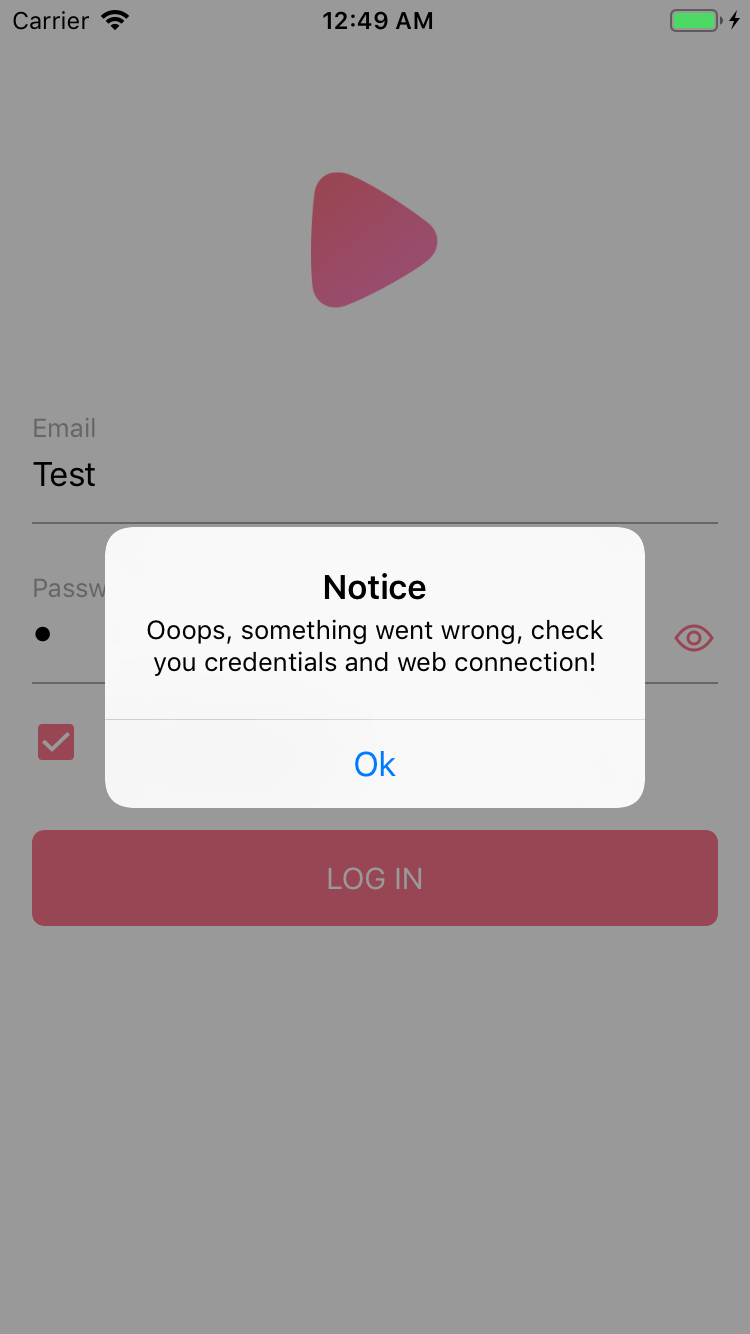 Carrier 12:49 AM
Email
Test
Passw
Notice
Ooops, something went wrong, check
you credentials and web connection!
Ok
LOG IN